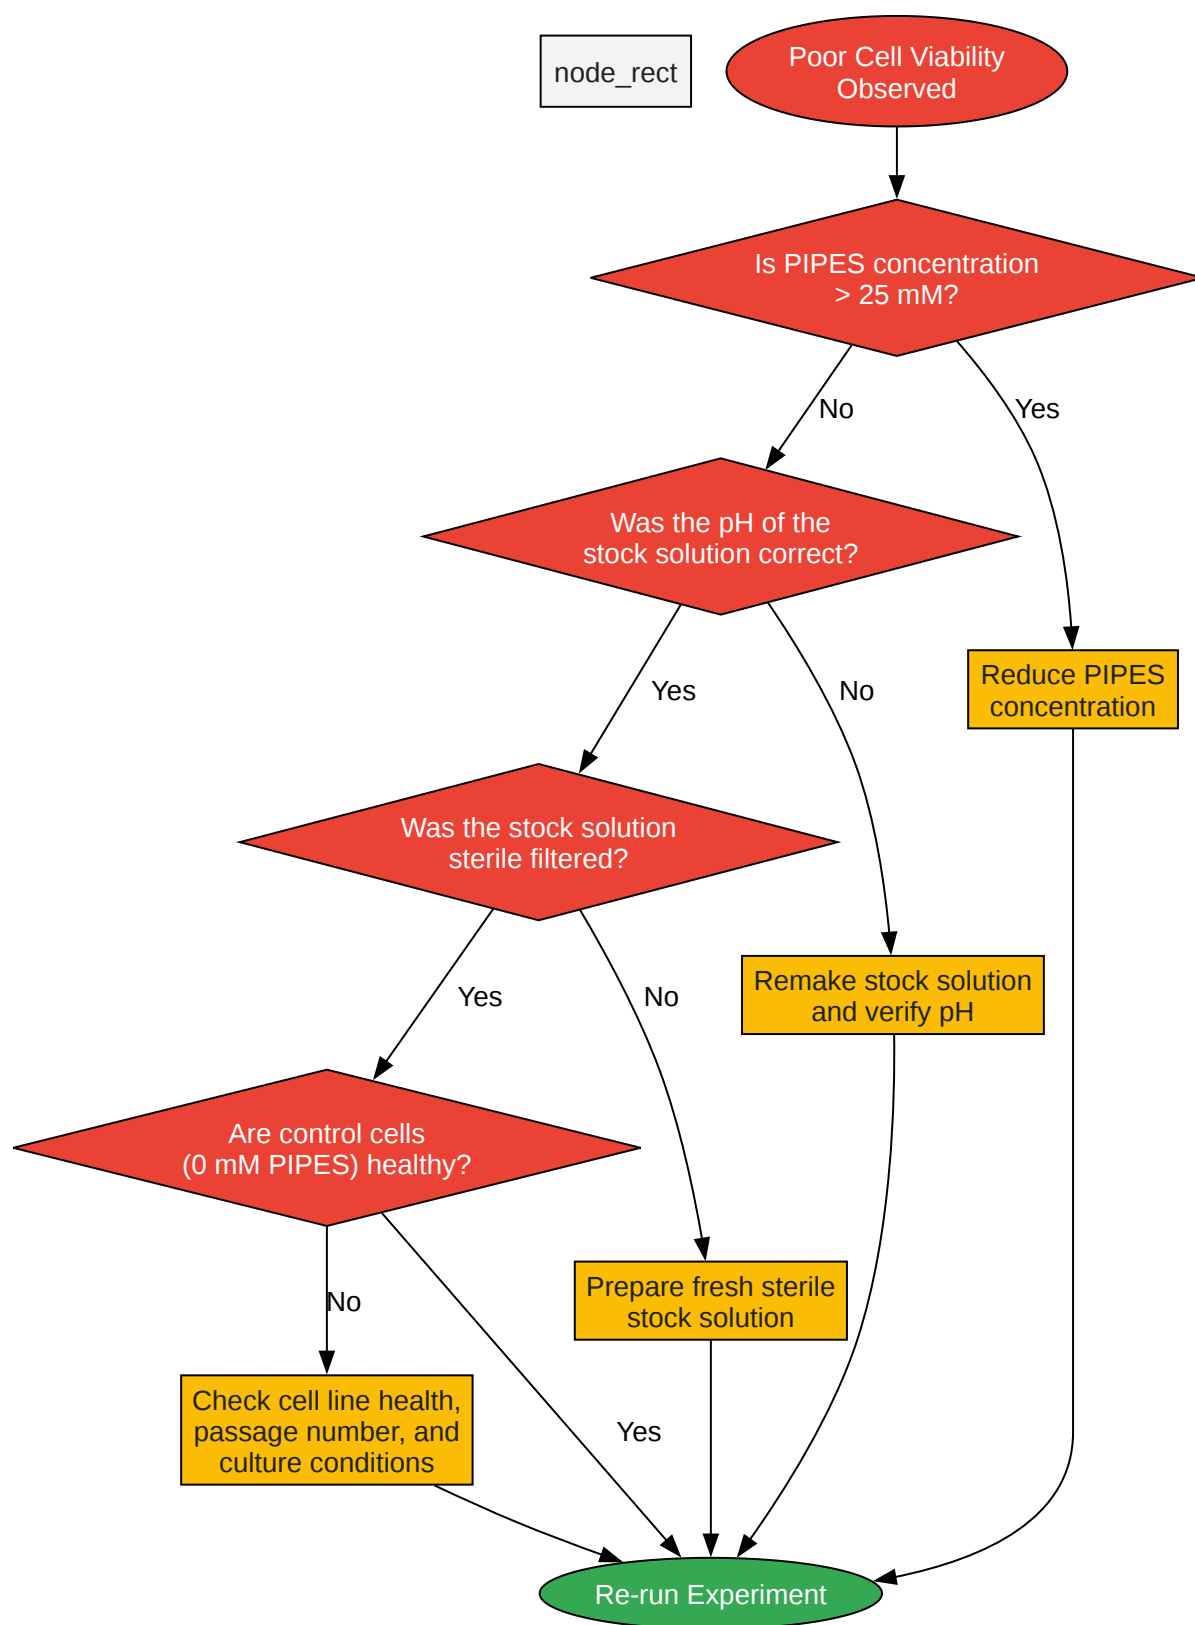 node_rect
Poor Cell Viability
Observed
Is PIPES concentration
> 25 mM?
No
Yes
Was the pH of the
stock solution correct?
Yes
No
Reduce PIPES
concentration
Was the stock solution
sterile filtered?
Yes
No
Remake stock solution
and verify pH
Are control cells
(0 mM PIPES) healthy?
No
Prepare fresh sterile
stock solution
Check cell line health,
passage number, and
culture conditions
Yes
Re-run Experiment